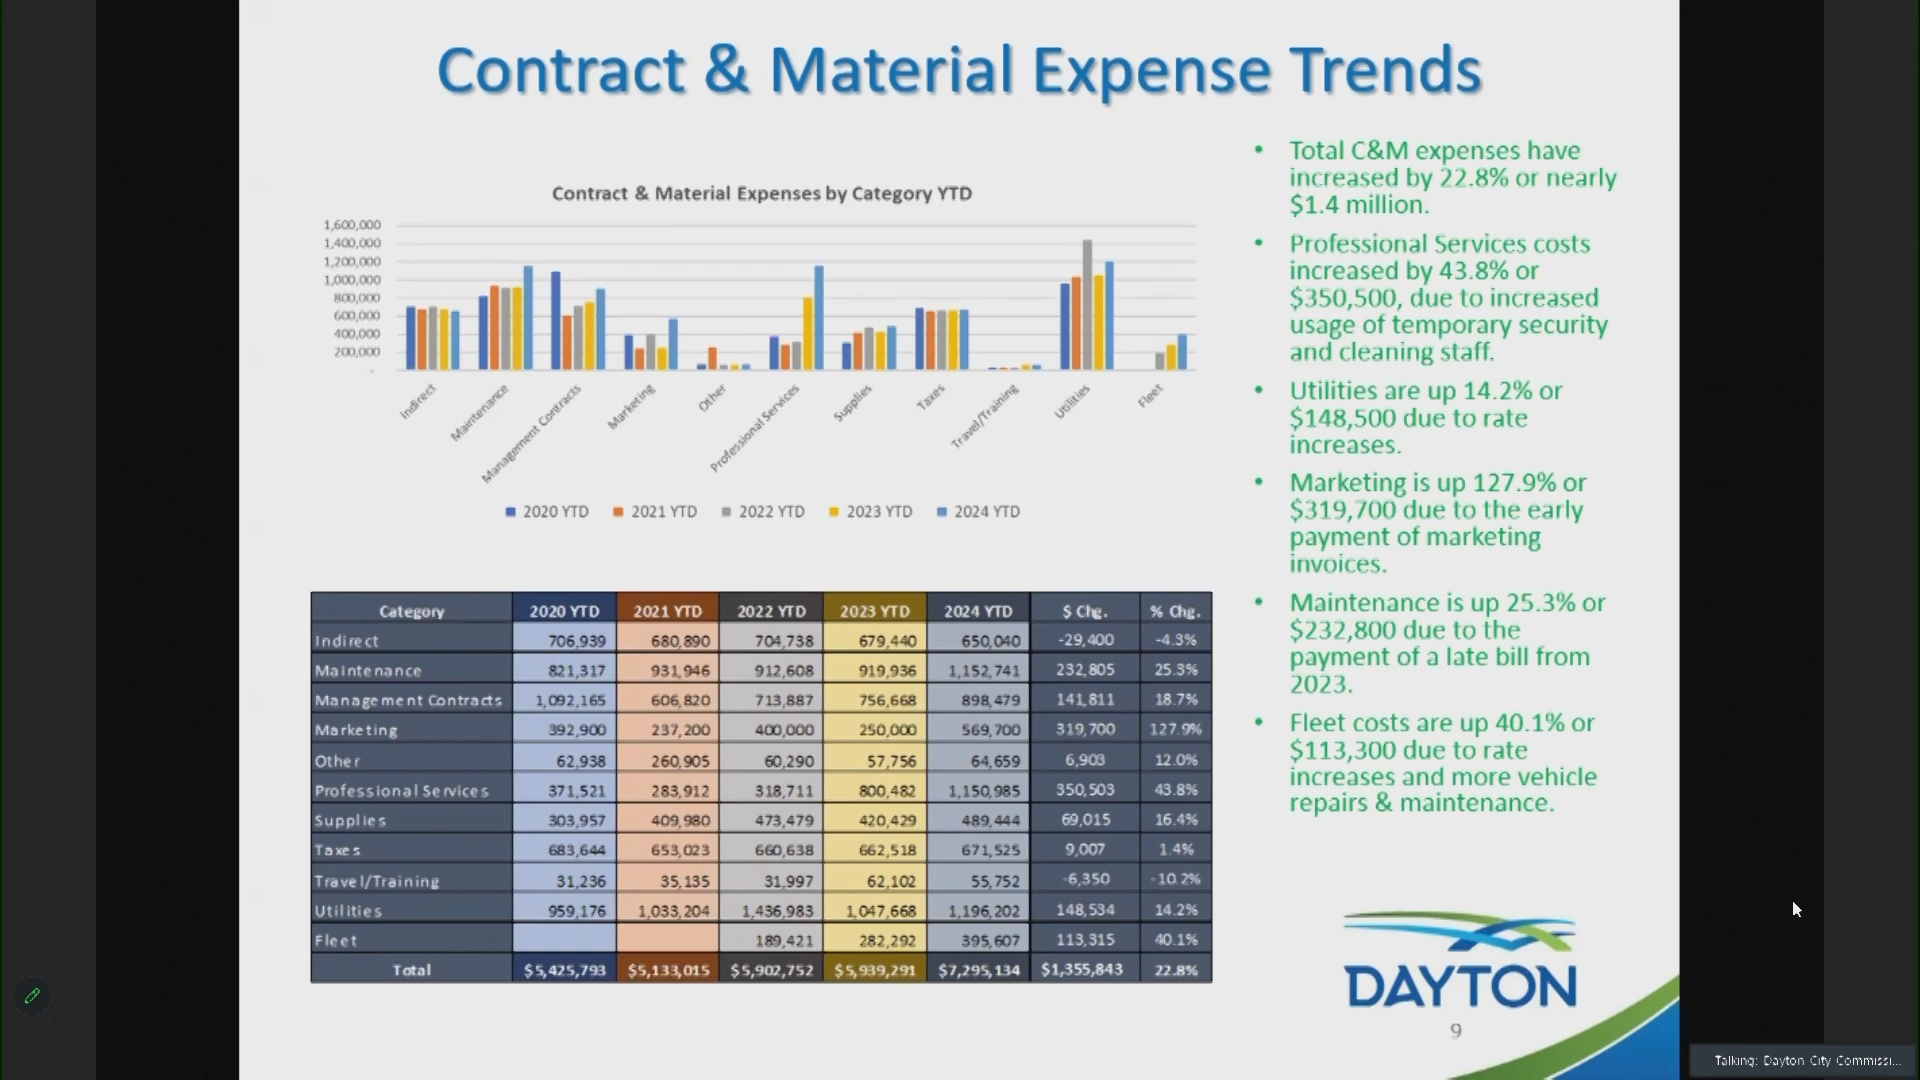 Contract & Material Expense Trends
Contract & Material Expenses by Category YTD
1,600,000
1,400,000
1,200,000
1,000,000
800,000
600,000
400,000
200,000
-
Indirect
Maintenance
Management Contracts
Marketing
Other
Professional Services
Supplies
Taxes
Travel/Training
Utilities
Fleet
2020 YTD 2021 YTD 2022 YTD 2023 YTD 2024 YTD
Category 2020 YTD 2021 YTD 2022 YTD 2023 YTD 2024 YTD $ Chg. % Chg.
Indirect 706,939 680,890 704,738 679,440 650,040 -29,400 -4.3%
Maintenance 821,317 931,946 912,608 919,936 1,152,741 232,805 25.3%
Management Contracts 1,092,165 606,820 713,887 756,668 898,479 141,811 18.7%
Marketing 392,900 237,200 400,000 250,000 569,700 319,700 127.9%
Other 62,938 260,905 60,290 57,756 64,659 6,903 12.0%
Professional Services 371,521 283,912 318,711 800,482 1,150,985 350,503 43.8%
Supplies 303,957 409,980 473,479 420,429 489,444 69,015 16.4%
Taxes 683,644 653,023 660,638 662,518 671,525 9,007 1.4%
Travel/Training 31,236 35,135 31,997 62,102 55,752 -6,350 -10.2%
Utilities 959,176 1,033,204 1,436,983 1,047,668 1,196,202 148,534 14.2%
Fleet 189,421 282,292 395,607 113,315 40.1%
Total $5,425,793 $5,133,015 $5,902,752 $5,939,291 $7,295,134 $1,355,843 22.8%
• Total C&M expenses have
increased by 22.8% or nearly
$1.4 million.
• Professional Services costs
increased by 43.8% or
$350,500, due to increased
usage of temporary security
and cleaning staff.
• Utilities are up 14.2% or
$148,500 due to rate
increases.
• Marketing is up 127.9% or
$319,700 due to the early
payment of marketing
invoices.
• Maintenance is up 25.3% or
$232,800 due to the
payment of a late bill from
2023.
• Fleet costs are up 40.1% or
$113,300 due to rate
increases and more vehicle
repairs & maintenance.
DAYTON
9
Talking: Dayton City Commissi...